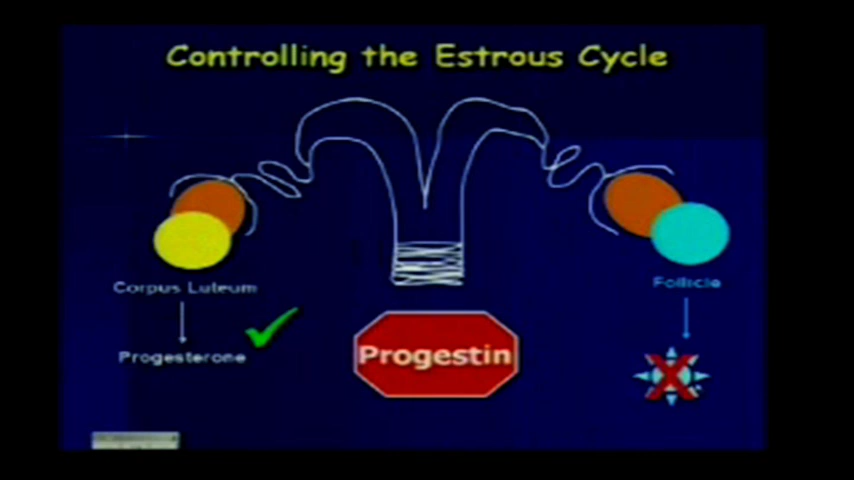 Controlling the Estrous Cycle
Corpus Luteum
Follicle
Progesterone
Progestin